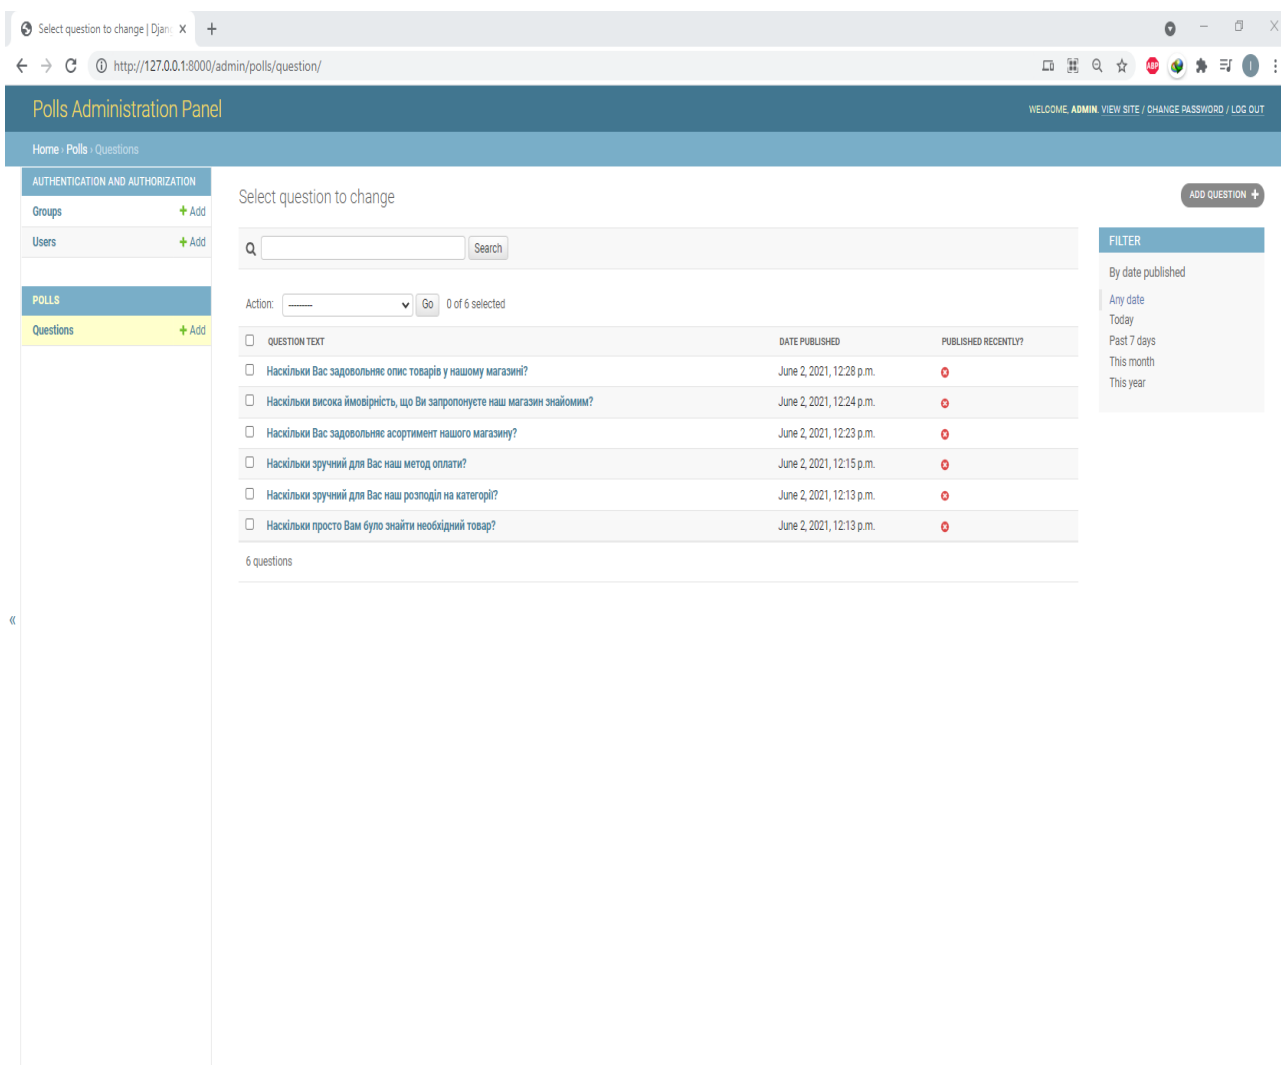 Select question to change | Djan
http://127.0.0.1:8000/admin/polls/question/
ABP
I
Polls Administration Panel
WELCOME, ADMIN. VIEW SITE / CHANGE PASSWORD / LOG OUT
Home › Polls › Questions
AUTHENTICATION AND AUTHORIZATION
Groups + Add
Users + Add
POLLS
Questions + Add
Select question to change
ADD QUESTION +
Search
Action: --------- Go 0 of 6 selected
QUESTION TEXT DATE PUBLISHED PUBLISHED RECENTLY?
Наскільки Вас задовольняє опис товарів у нашому магазині? June 2, 2021, 12:28 p.m.
Наскільки висока ймовірність, що Ви запропонуєте наш магазин знайомим? June 2, 2021, 12:24 p.m.
Наскільки Вас задовольняє асортимент нашого магазину? June 2, 2021, 12:23 p.m.
Наскільки зручний для Вас наш метод оплати? June 2, 2021, 12:15 p.m.
Наскільки зручний для Вас наш розподіл на категорії? June 2, 2021, 12:13 p.m.
Наскільки просто Вам було знайти необхідний товар? June 2, 2021, 12:13 p.m.
6 questions
FILTER
By date published
Any date
Today
Past 7 days
This month
This year
«